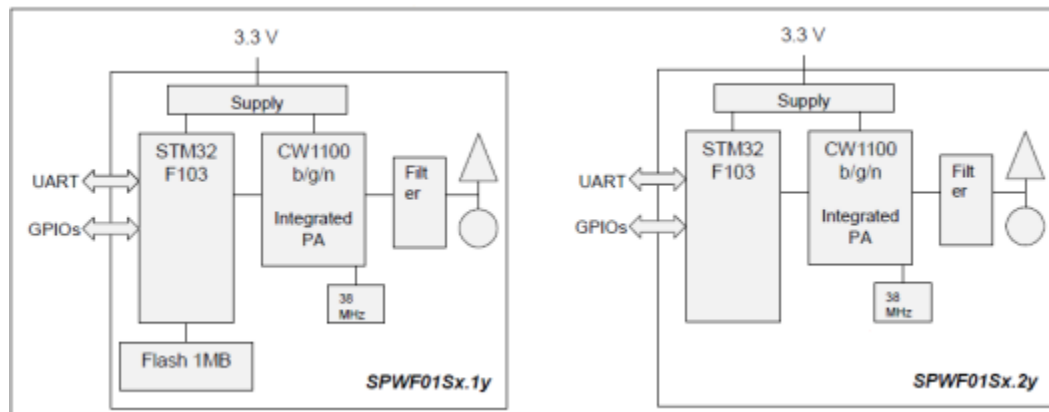 3.3 V
Supply
STM32
F103
CW1100
b/g/n
Integrated
PA
Filt
er
UART
GPIOs
38
MHz
Flash 1MB
SPWF01Sx.1y
3.3 V
Supply
STM32
F103
CW1100
b/g/n
Integrated
PA
Filt
er
UART
GPIOs
38
MHz
SPWF01Sx.2y